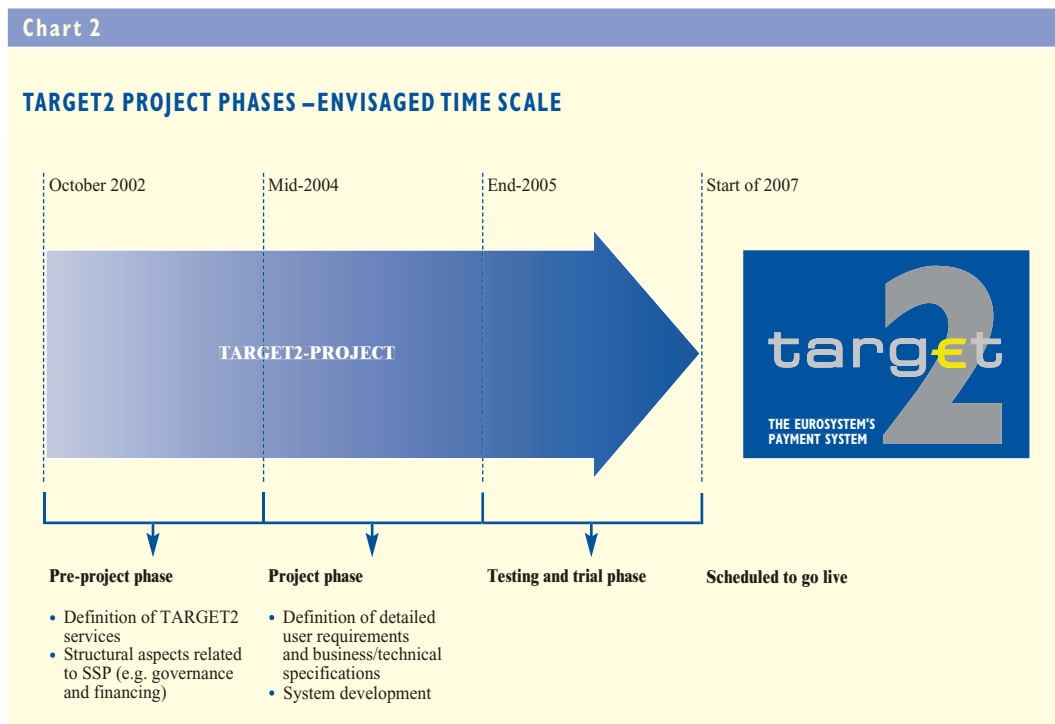 Chart 2
TARGET2 PROJECT PHASES – ENVISAGED TIME SCALE
October 2002
Mid-2004
End-2005
Start of 2007
TARGET2-PROJECT
2
target
THE EUROSYSTEM'S
PAYMENT SYSTEM
Pre-project phase
• Definition of TARGET2
services
• Structural aspects related
to SSP (e.g. governance
and financing)
Project phase
• Definition of detailed
user requirements
and business/technical
specifications
• System development
Testing and trial phase
Scheduled to go live